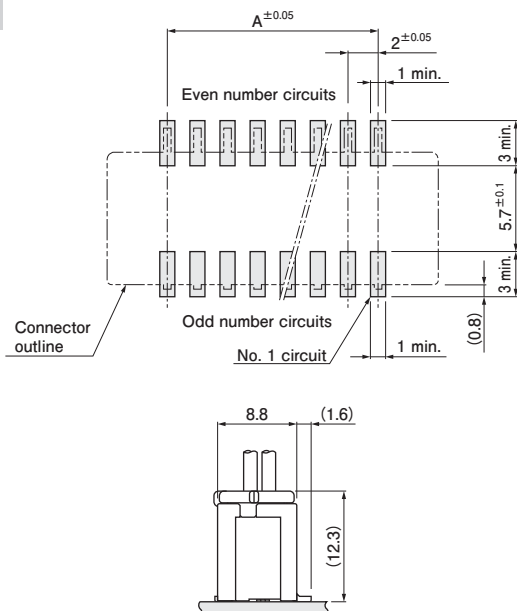 A±0.05
2±0.05
1 min.
Even number circuits
3 min.
5.7±0.1
3 min.
(0.8)
Odd number circuits
Connector
outline
No. 1 circuit
1 min.
8.8
(1.6)
(12.3)